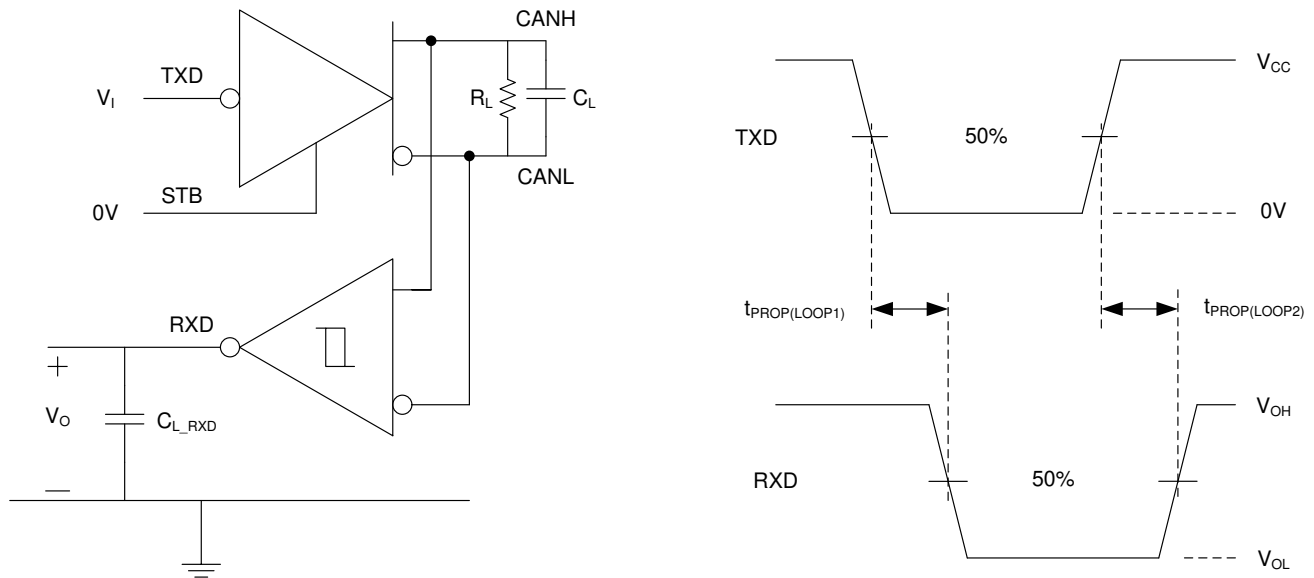 CANH
TXD
V_I
R_L
C_L
STB
0V
CANL
RXD
+
V_O
C_L_RXD
—
V_CC
TXD
50%
0V
t_PROP(LOOP1)
t_PROP(LOOP2)
V_OH
RXD
50%
V_OL